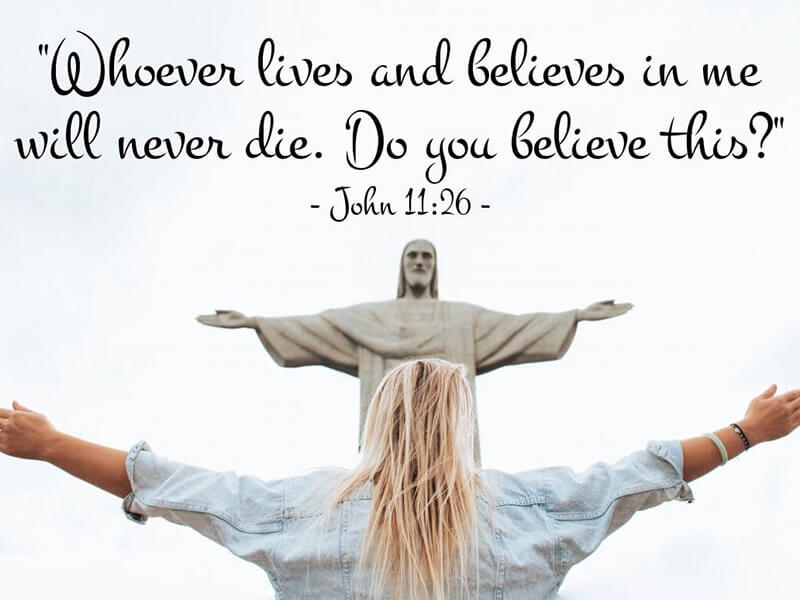 "Whoever lives and believes in me
will never die. Do you believe this?"
- John 11:26 -